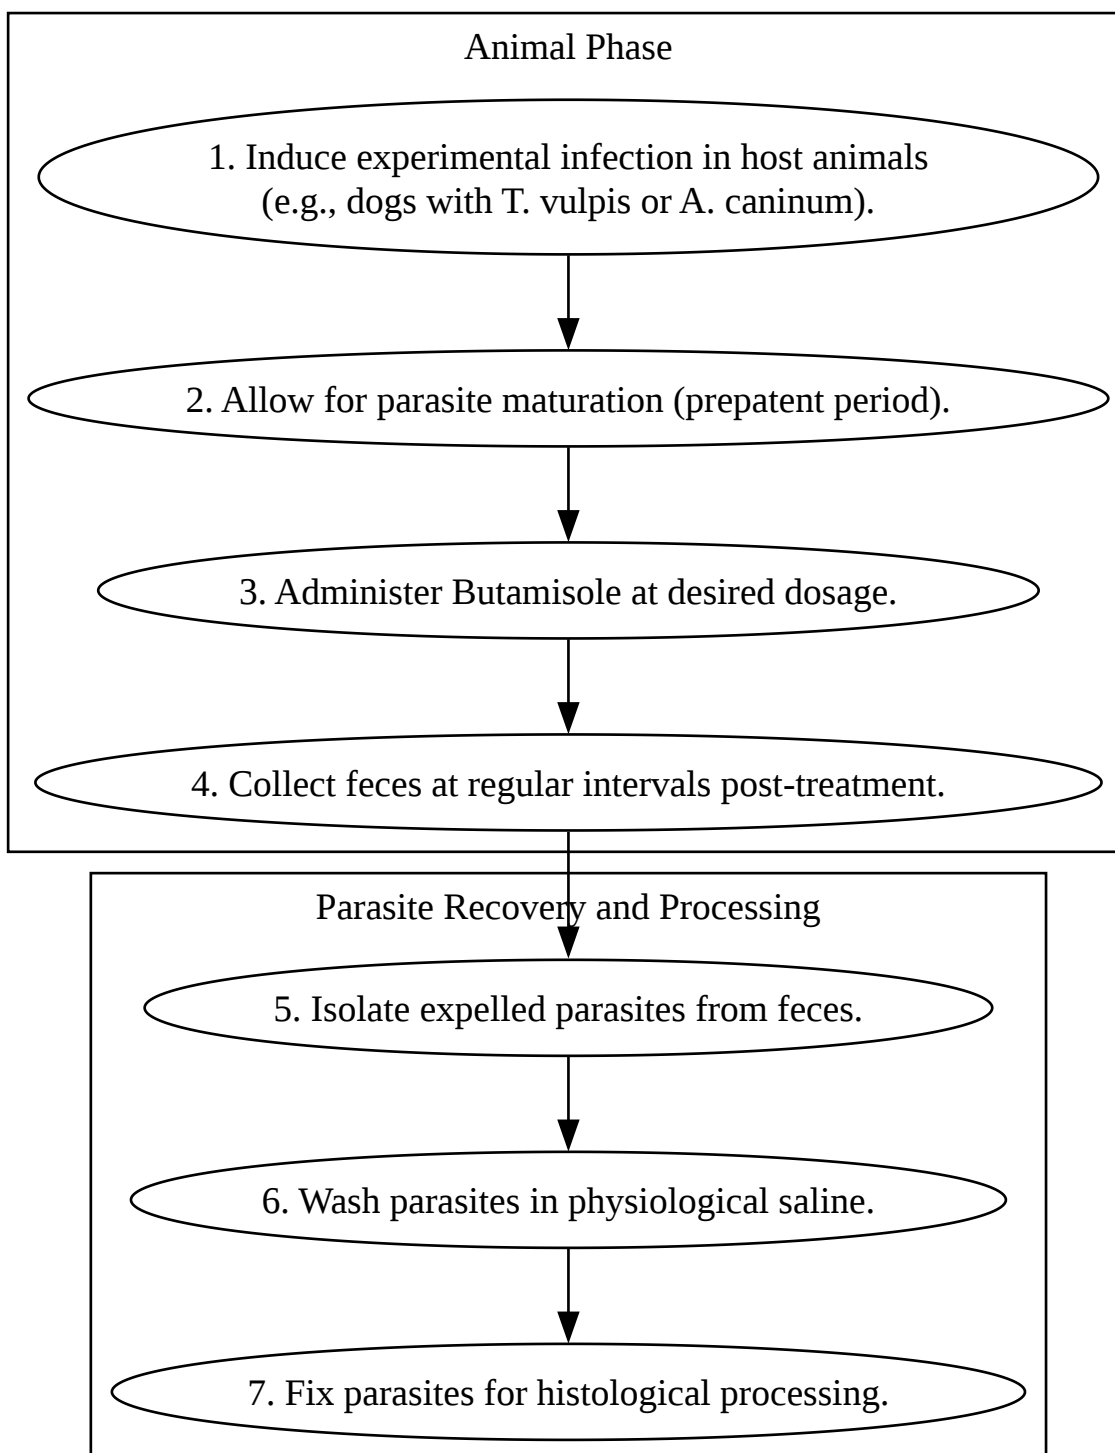 Animal Phase
1. Induce experimental infection in host animals
(e.g., dogs with T. vulpis or A. caninum).
2. Allow for parasite maturation (prepatent period).
3. Administer Butamisole at desired dosage.
4. Collect feces at regular intervals post-treatment.
Parasite Recovery and Processing
5. Isolate expelled parasites from feces.
6. Wash parasites in physiological saline.
7. Fix parasites for histological processing.